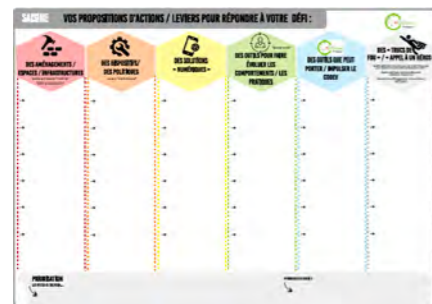 VOS PROPOSITIONS D'ACTIONS / LEVIERS POUR RÉPONDRE À VOTRE DÉFI :
DES AMÉNAGEMENTS /
ESPACES / INFRASTRUCTURES
DES DISPOSITIFS/
DES POLITIQUES
DES SOLUTIONS
« NUMÉRIQUES »
DES OUTILS POUR FAIRE
ÉVOLUER LES
COMPORTEMENTS / LES
PRATIQUES
DES OUTILS QUE PEUT
PORTER / IMPULSER LE
CODEV
DES « TRUCS DE
FOU » / « APPEL À UN HÉROS
PRIORISATION